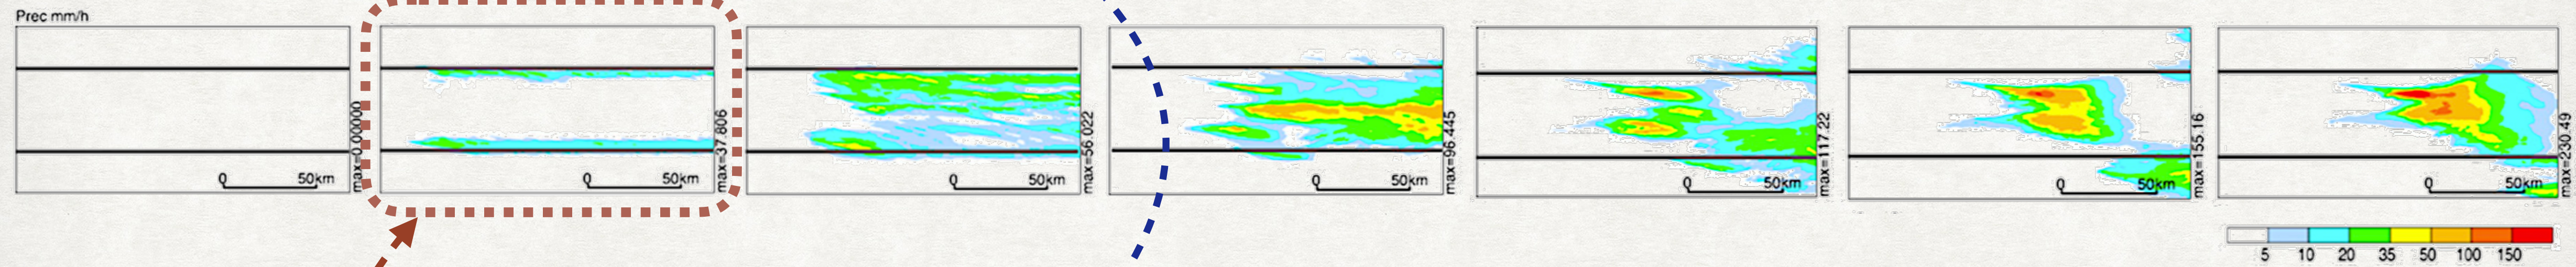 Prec mm/h
max=0.00000
0 50km
max=37.806
0 50km
max=56.022
0 50km
max=96.445
0 50km
max=117.22
0 50km
max=155.16
0 50km
max=230.49
0 50km
5 10 20 35 50 100 150